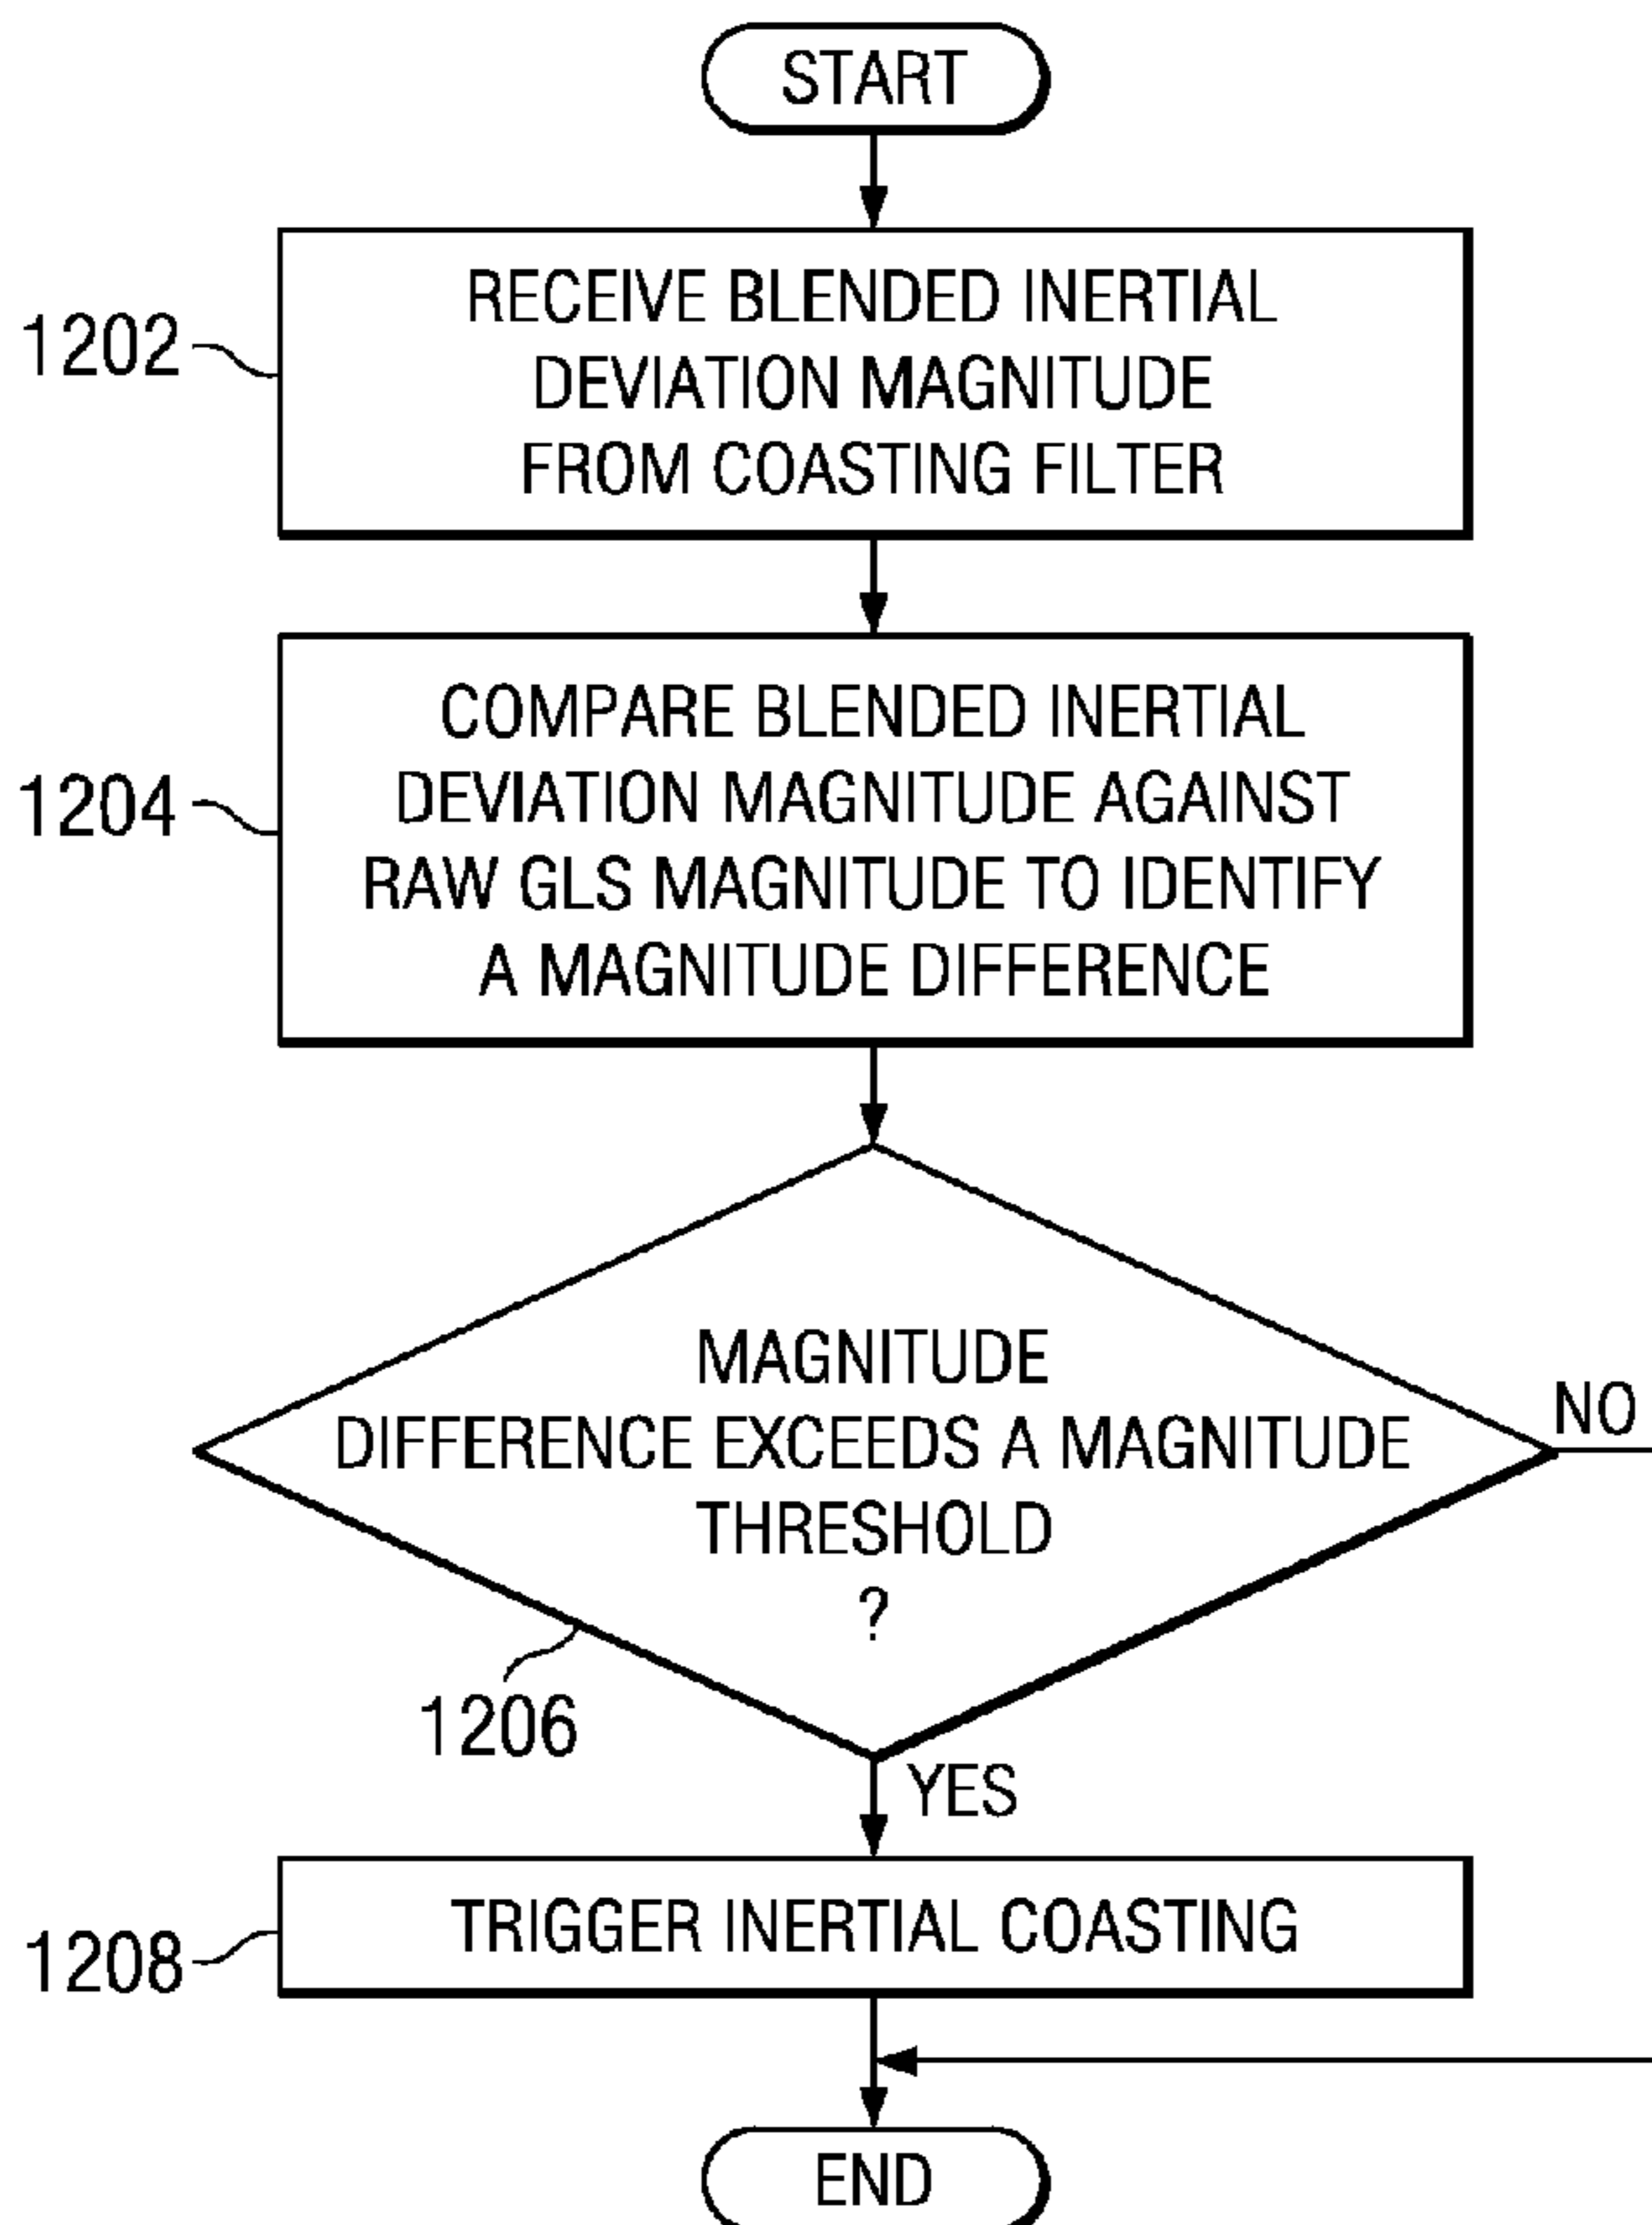 START
1202
RECEIVE BLENDED INERTIAL
DEVIATION MAGNITUDE
FROM COASTING FILTER
1204
COMPARE BLENDED INERTIAL
DEVIATION MAGNITUDE AGAINST
RAW GLS MAGNITUDE TO IDENTIFY
A MAGNITUDE DIFFERENCE
MAGNITUDE
DIFFERENCE EXCEEDS A MAGNITUDE
THRESHOLD
?
NO
1206
YES
1208
TRIGGER INERTIAL COASTING
END